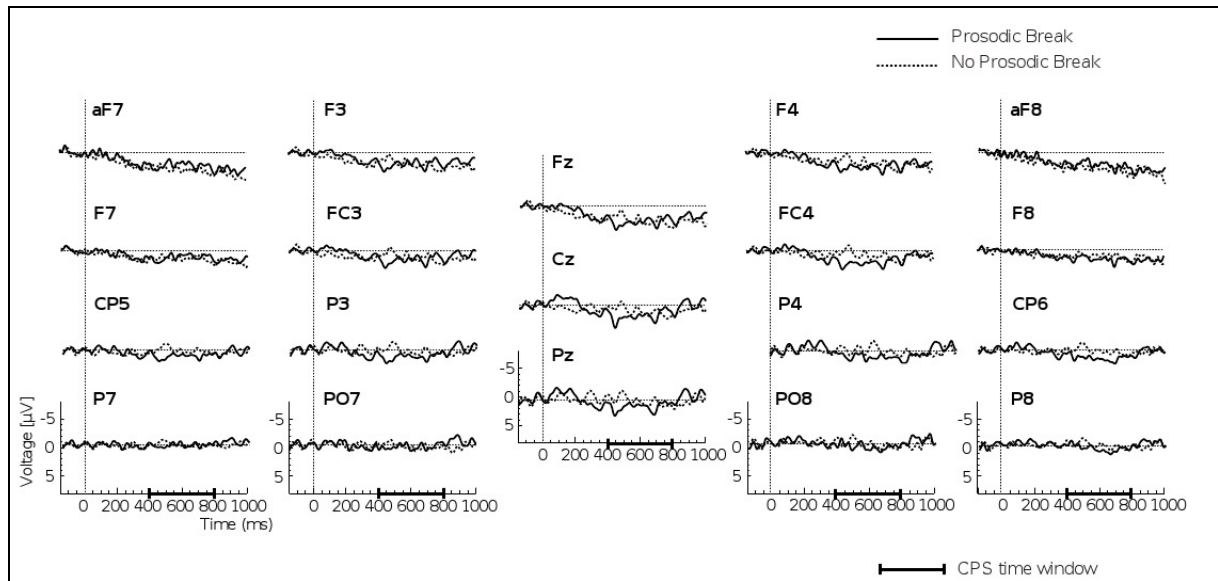 Prosodic Break
No Prosodic Break
aF7 F3 F4 aF8
Fz
F7 FC3 FC4 F8
Cz
CP5 P3 P4 CP6
Pz
-5
0
5
P7 PO7 PO8 P8
Voltage [µV]
-5 -5 -5 -5
0 0 0 0
5 5 5 5
0 200 400 600 800 1000
0 200 400 600 800 1000
0 200 400 600 800 1000
0 200 400 600 800 1000
0 200 400 600 800 1000
Time (ms)
CPS time window